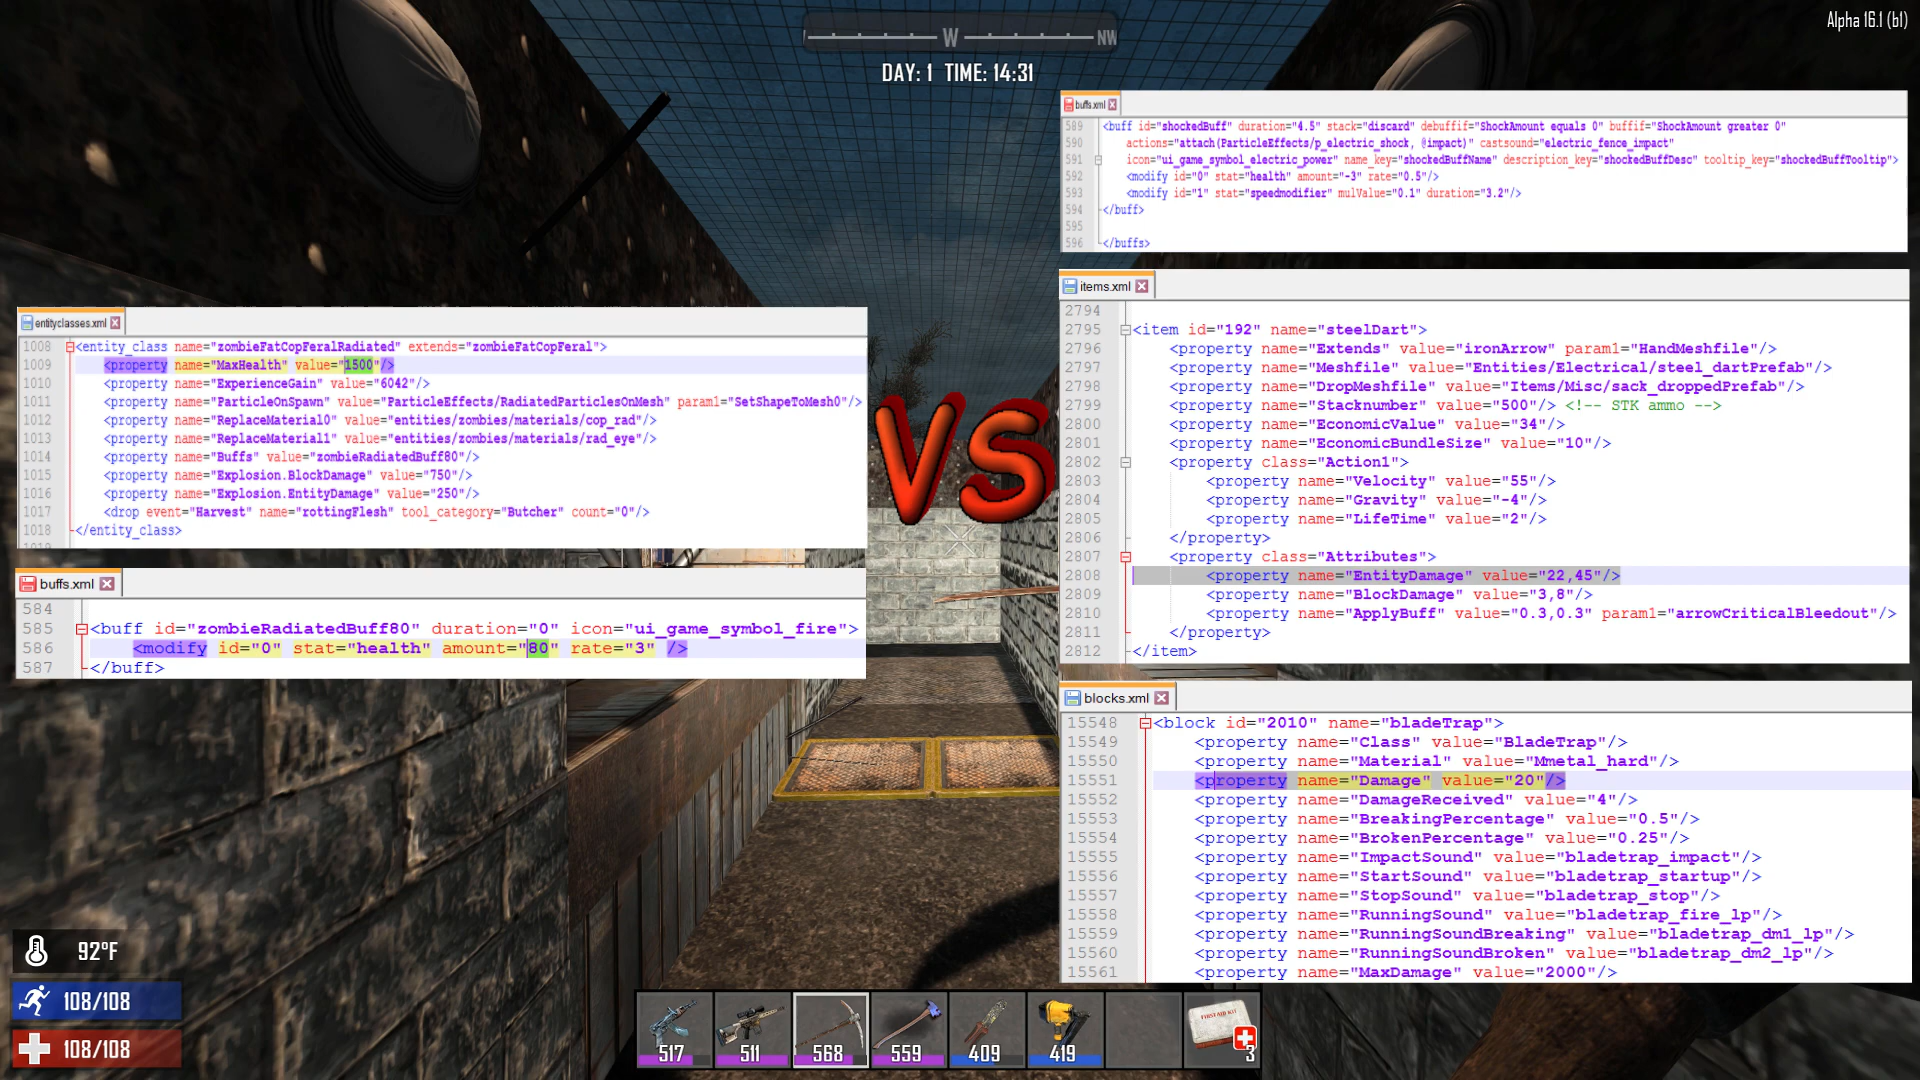 Alpha 16.1 (b1)
W
NW
DAY: 1 TIME: 14:31
buffs.xml
589 <buff id="shockedBuff" duration="4.5" stack="discard" debuffif="ShockAmount equals 0" buffif="ShockAmount greater 0"
590 actions="attach(ParticleEffects/p_electric_shock, @impact)" castsound="electric_fence_impact"
591 icon="ui_game_symbol_electric_power" name_key="shockedBuffName" description_key="shockedBuffDesc" tooltip_key="shockedBuffTooltip">
592 <modify id="0" stat="health" amount="-3" rate="0.5"/>
593 <modify id="1" stat="speedmodifier" mulValue="0.1" duration="3.2"/>
594 </buff>
595
596 </buffs>
entityclasses.xml
1008 <entity_class name="zombieFatCopFeralRadiated" extends="zombieFatCopFeral">
1009 <property name="MaxHealth" value="1500"/>
1010 <property name="ExperienceGain" value="6042"/>
1011 <property name="ParticleOnSpawn" value="ParticleEffects/RadiatedParticlesOnMesh" param1="SetShapeToMesh0"/>
1012 <property name="ReplaceMaterial0" value="entities/zombies/materials/cop_rad"/>
1013 <property name="ReplaceMaterial1" value="entities/zombies/materials/rad_eye"/>
1014 <property name="Buffs" value="zombieRadiatedBuff80"/>
1015 <property name="Explosion.BlockDamage" value="750"/>
1016 <property name="Explosion.EntityDamage" value="250"/>
1017 <drop event="Harvest" name="rottingFlesh" tool_category="Butcher" count="0"/>
1018 </entity_class>
buffs.xml
584
585 <buff id="zombieRadiatedBuff80" duration="0" icon="ui_game_symbol_fire">
586 <modify id="0" stat="health" amount="80" rate="3" />
587 </buff>
VS
items.xml
2794
2795 <item id="192" name="steelDart">
2796 <property name="Extends" value="ironArrow" param1="HandMeshfile"/>
2797 <property name="Meshfile" value="Entities/Electrical/steel_dartPrefab"/>
2798 <property name="DropMeshfile" value="Items/Misc/sack_droppedPrefab"/>
2799 <property name="Stacknumber" value="500"/> <!-- STK ammo -->
2800 <property name="EconomicValue" value="34"/>
2801 <property name="EconomicBundleSize" value="10"/>
2802 <property class="Action1">
2803 <property name="Velocity" value="55"/>
2804 <property name="Gravity" value="-4"/>
2805 <property name="LifeTime" value="2"/>
2806 </property>
2807 <property class="Attributes">
2808 <property name="EntityDamage" value="22,45"/>
2809 <property name="BlockDamage" value="3,8"/>
2810 <property name="ApplyBuff" value="0.3,0.3" param1="arrowCriticalBleedout"/>
2811 </property>
2812 </item>
blocks.xml
15548 <block id="2010" name="bladeTrap">
15549 <property name="Class" value="BladeTrap"/>
15550 <property name="Material" value="Mmetal_hard"/>
15551 <property name="Damage" value="20"/>
15552 <property name="DamageReceived" value="4"/>
15553 <property name="BreakingPercentage" value="0.5"/>
15554 <property name="BrokenPercentage" value="0.25"/>
15555 <property name="ImpactSound" value="bladetrap_impact"/>
15556 <property name="StartSound" value="bladetrap_startup"/>
15557 <property name="StopSound" value="bladetrap_stop"/>
15558 <property name="RunningSound" value="bladetrap_fire_lp"/>
15559 <property name="RunningSoundBreaking" value="bladetrap_dm1_lp"/>
15560 <property name="RunningSoundBroken" value="bladetrap_dm2_lp"/>
15561 <property name="MaxDamage" value="2000"/>
92°F
108/108
108/108
517
511
568
559
409
419
FIRST AID KIT
3